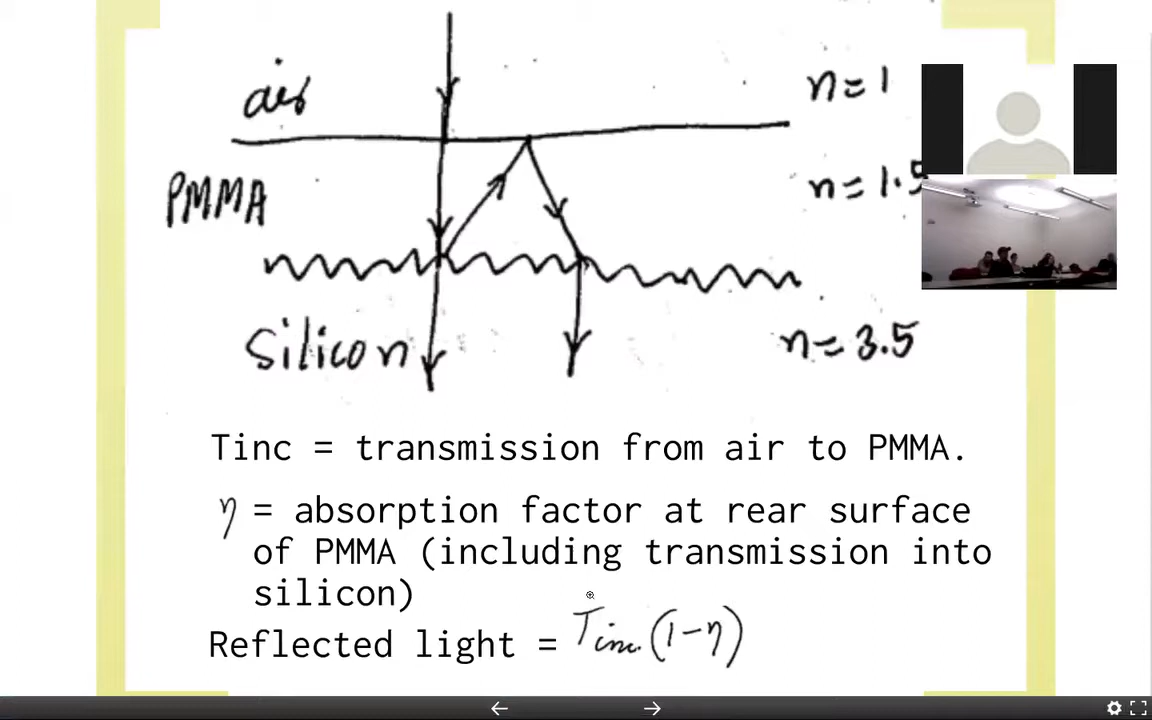 air
n = 1
PMMA
n = 1.5
Silicon
n = 3.5
Tinc = transmission from air to PMMA.
η = absorption factor at rear surface
of PMMA (including transmission into
silicon)
Reflected light = Tinc.(1-η)